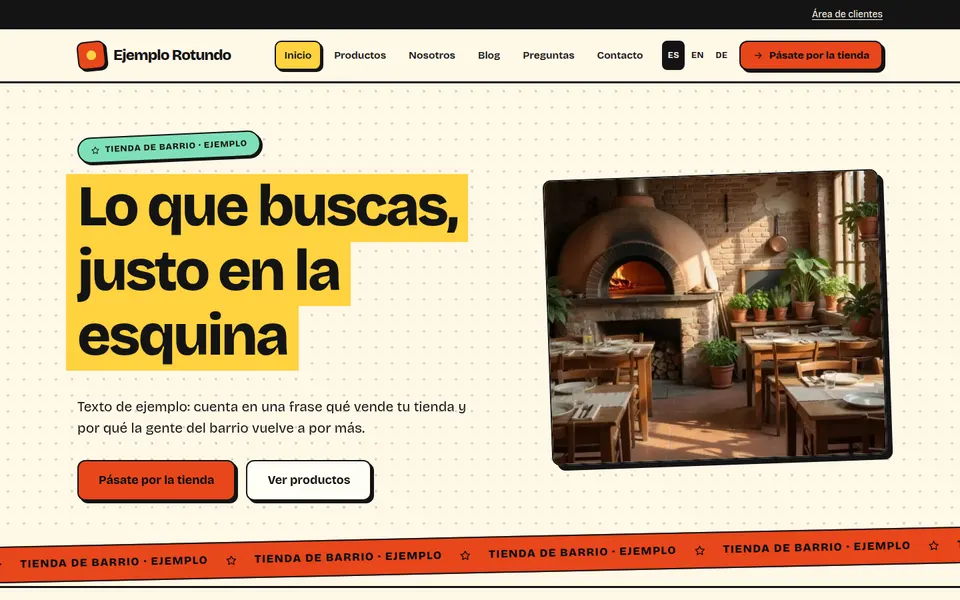 Área de clientes
Ejemplo Rotundo
Inicio
Productos
Nosotros
Blog
Preguntas
Contacto
ES
EN
DE
→ Pásate por la tienda
☆ TIENDA DE BARRIO · EJEMPLO
Lo que buscas,
justo en la
esquina
Texto de ejemplo: cuenta en una frase qué vende tu tienda y
por qué la gente del barrio vuelve a por más.
Pásate por la tienda
Ver productos
TIENDA DE BARRIO · EJEMPLO ☆ TIENDA DE BARRIO · EJEMPLO ☆ TIENDA DE BARRIO · EJEMPLO ☆ TIENDA DE BARRIO · EJEMPLO ☆